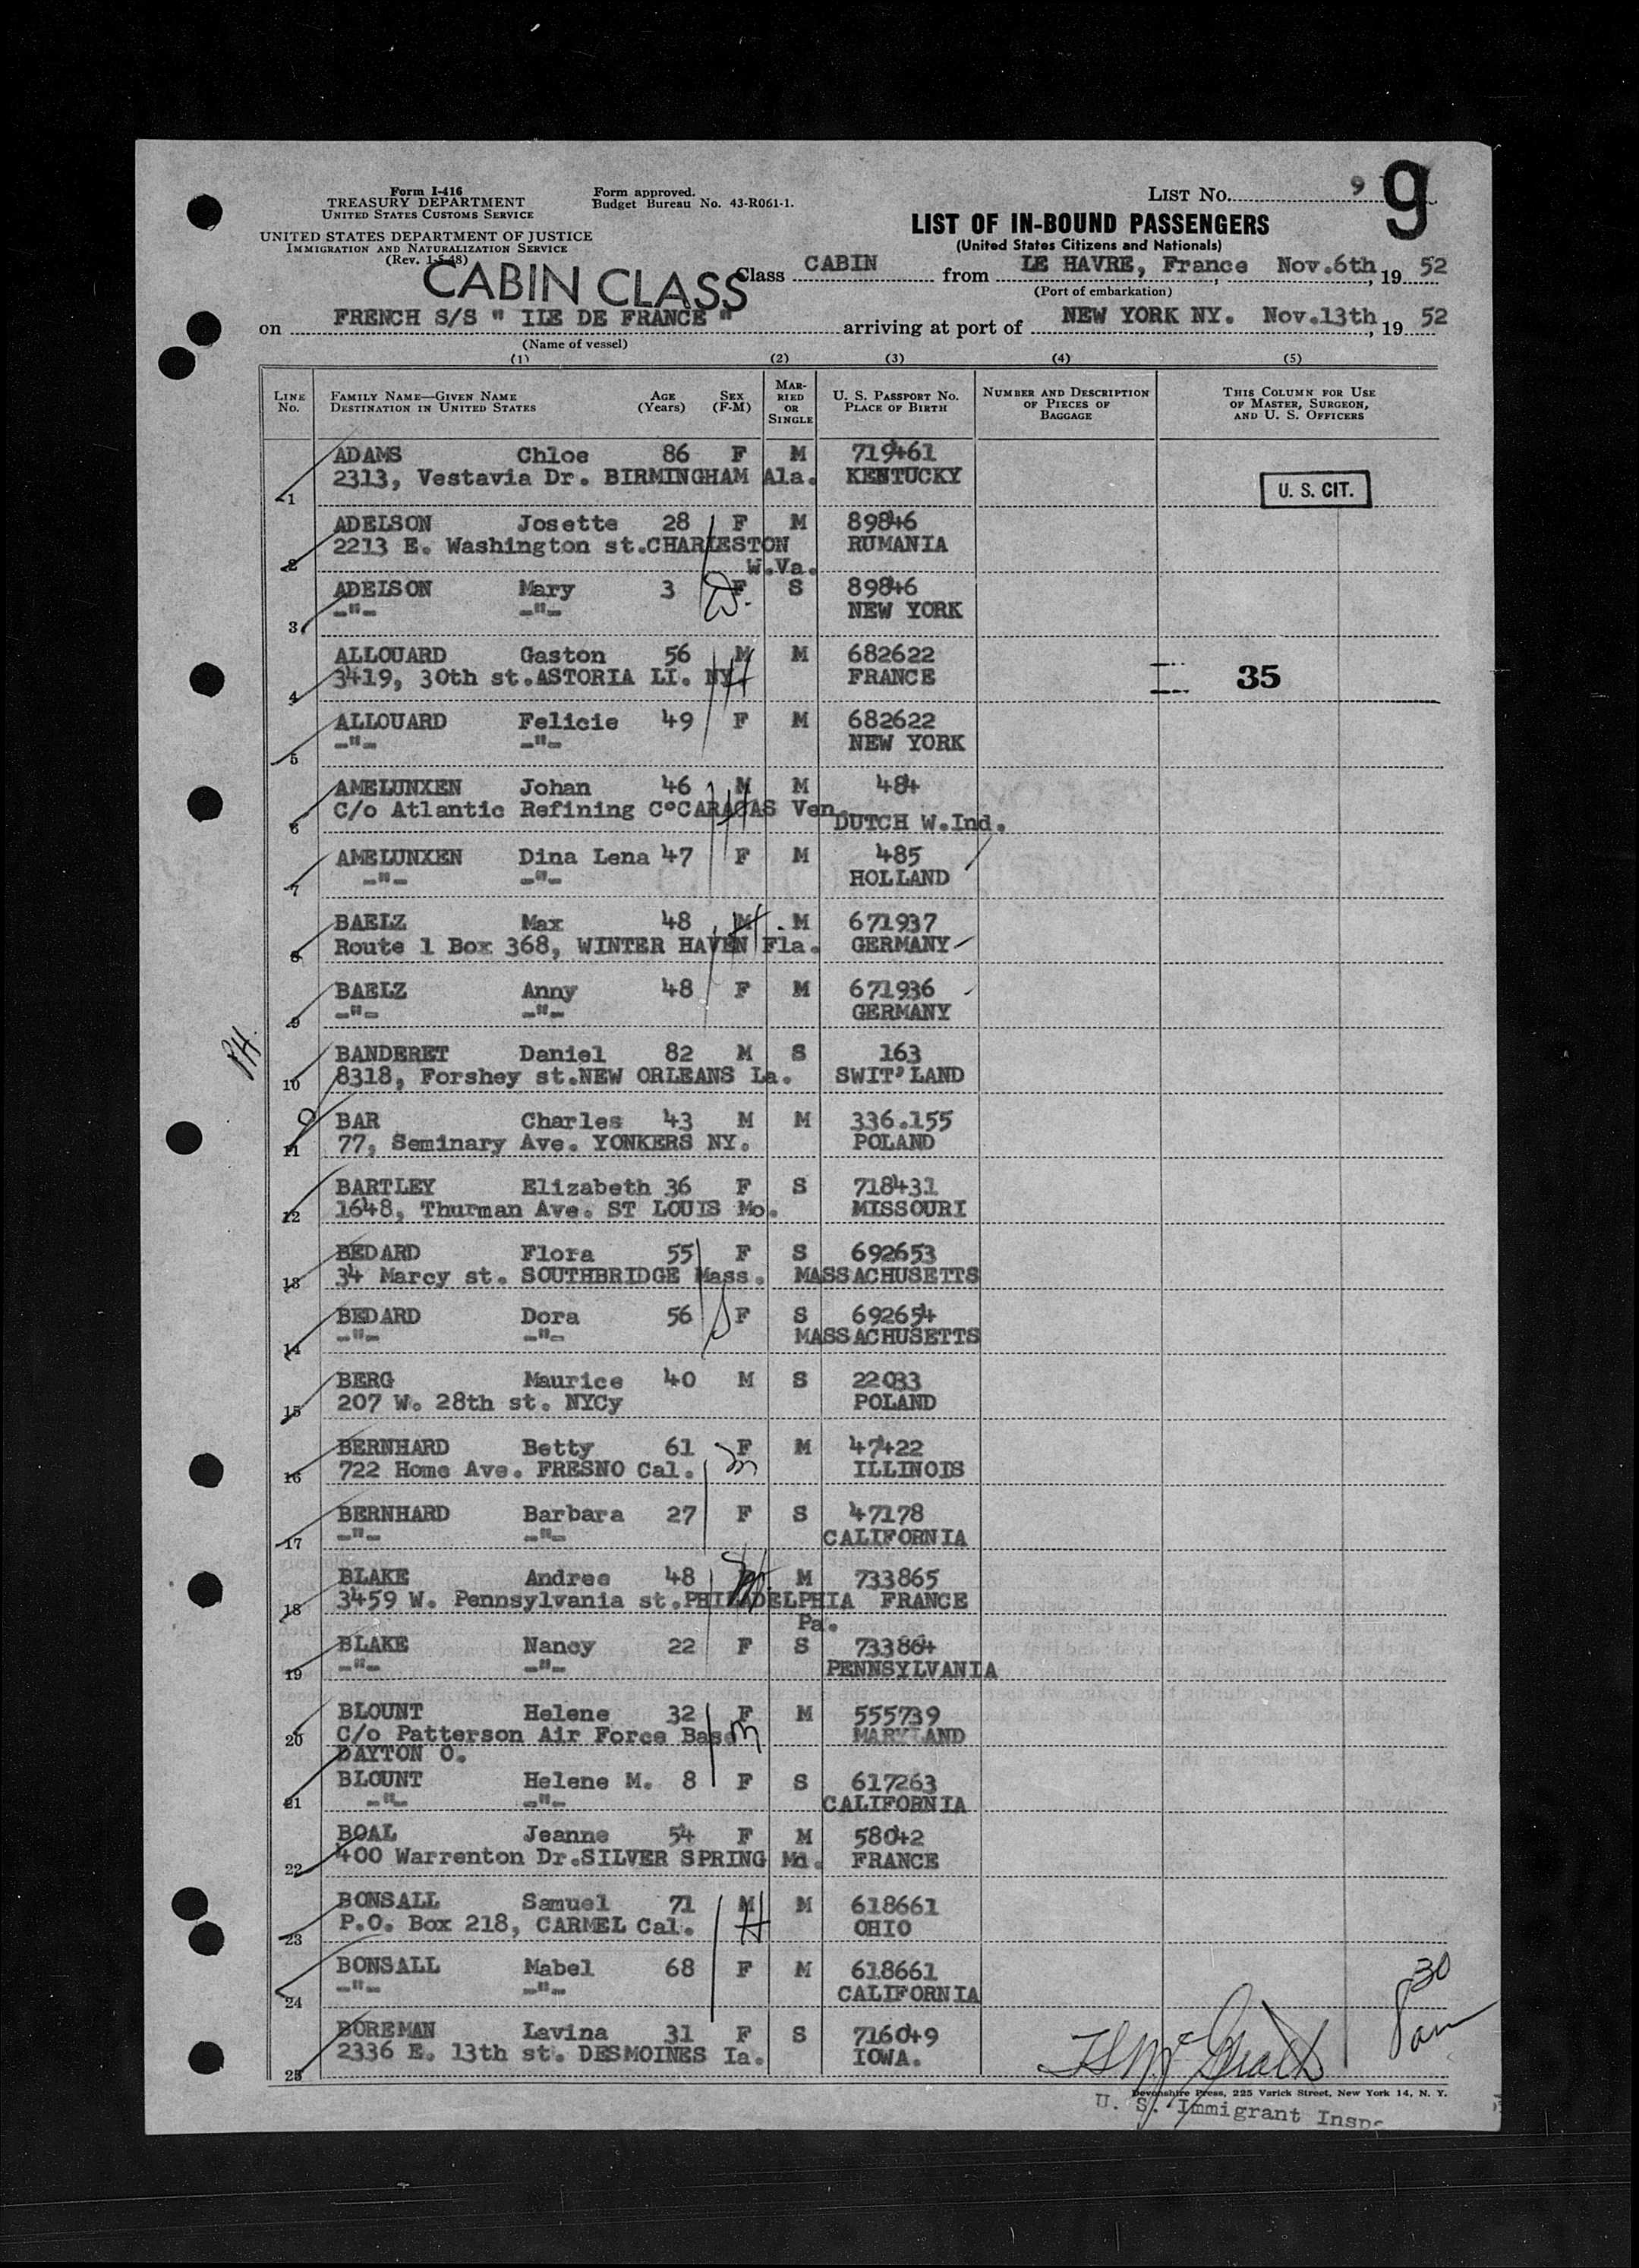 Form I-416
TREASURY DEPARTMENT
UNITED STATES CUSTOMS SERVICE
UNITED STATES DEPARTMENT OF JUSTICE
IMMIGRATION AND NATURALIZATION SERVICE
(Rev. 1-5-48)
Form approved.
Budget Bureau No. 43-R061-1.
LIST NO. 9
9
LIST OF IN-BOUND PASSENGERS
(United States Citizens and Nationals)
CABIN CLASS
Class CABIN from LE HAVRE, France Nov.6th, 19 52
(Port of embarkation)
on FRENCH S/S " ILE DE FRANCE " arriving at port of NEW YORK NY. Nov.13th, 19 52
(Name of vessel)
(1) (2) (3) (4) (5)
LINE NO.
FAMILY NAME—GIVEN NAME
DESTINATION IN UNITED STATES
AGE (Years)
SEX (F-M)
MARRIED OR SINGLE
U. S. PASSPORT NO.
PLACE OF BIRTH
NUMBER AND DESCRIPTION OF PIECES OF BAGGAGE
THIS COLUMN FOR USE OF MASTER, SURGEON, AND U. S. OFFICERS
ADAMS Chloe 86 F M 719461
1 2313, Vestavia Dr. BIRMINGHAM Ala. KENTUCKY
U. S. CIT.
ADELSON Josette 28 F M 89846
2213 E. Washington st.CHARLESTON RUMANIA
2 W.Va.
ADELSON Mary 3 F S 89846
-"- -"- NEW YORK
3
ALLOUARD Gaston 56 M M 682622
4 3419, 30th st.ASTORIA LI. NY. FRANCE
35
ALLOUARD Felicie 49 F M 682622
5 -"- -"- NEW YORK
AMELUNXEN Johan 46 M M 484
6 C/o Atlantic Refining C°CARACAS Ven. DUTCH W.Ind.
AMELUNXEN Dina Lena 47 F M 485
7 -"- -"- HOLLAND
BAELZ Max 48 M M 671937
8 Route 1 Box 368, WINTER HAVEN Fla. GERMANY
BAELZ Anny 48 F M 671936
9 -"- -"- GERMANY
BANDERET Daniel 82 M S 163
10 8318, Forshey st.NEW ORLEANS La. SWIT'LAND
BAR Charles 43 M M 336.155
11 77, Seminary Ave. YONKERS NY. POLAND
BARTLEY Elizabeth 36 F S 718431
12 1648, Thurman Ave. ST LOUIS Mo. MISSOURI
BEDARD Flora 55 F S 692653
13 34 Marcy st. SOUTHBRIDGE Mass. MASSACHUSETTS
BEDARD Dora 56 F S 692654
14 -"- -"- MASSACHUSETTS
BERG Maurice 40 M S 22033
15 207 W. 28th st. NYCy POLAND
BERNHARD Betty 61 F M 47422
16 722 Home Ave. FRESNO Cal. ILLINOIS
BERNHARD Barbara 27 F S 47178
17 -"- -"- CALIFORNIA
BLAKE Andree 48 M 733865
18 3459 W. Pennsylvania st.PHILADELPHIA FRANCE
Pa.
BLAKE Nancy 22 F S 733864
19 -"- -"- PENNSYLVANIA
BLOUNT Helene 32 F M 555739
20 C/o Patterson Air Force Base MARYLAND
DAYTON O.
BLOUNT Helene M. 8 F S 617263
21 -"- -"- CALIFORNIA
BOAL Jeanne 54 F M 58042
22 400 Warrenton Dr.SILVER SPRING Md. FRANCE
BONSALL Samuel 71 M M 618661
23 P.O. Box 218, CARMEL Cal. OHIO
BONSALL Mabel 68 F M 618661
24 -"- -"- CALIFORNIA
BOREMAN Lavina 31 F S 716049
25 2336 E. 13th st. DESMOINES Ia. IOWA.
8 30 am
Devonshire Press, 225 Varick Street, New York 14, N. Y.
U. S. Immigrant Insp